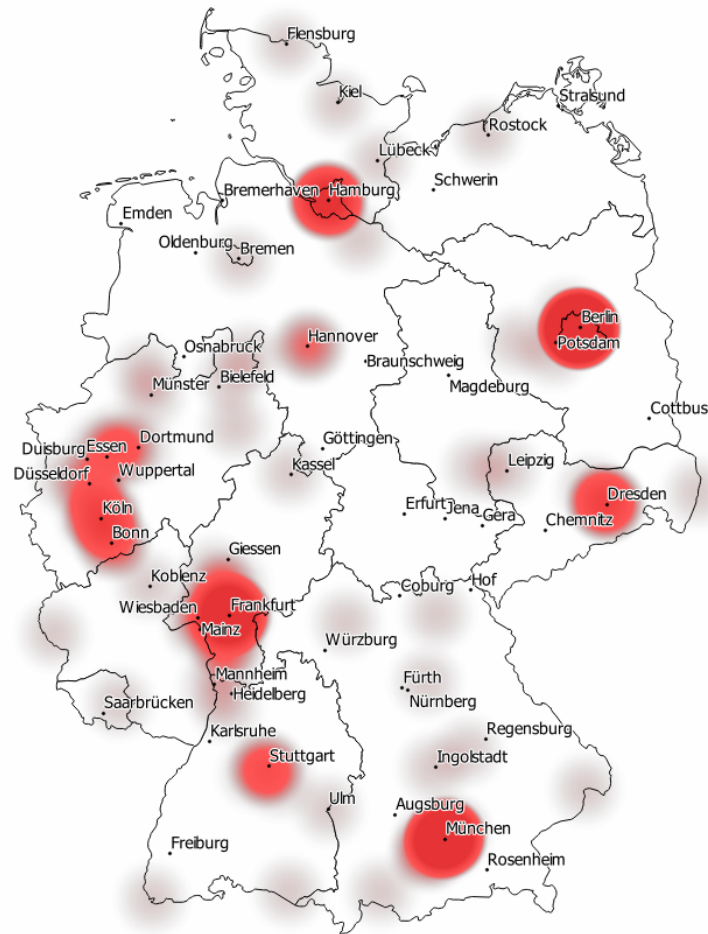 Flensburg
Kiel
Stralsund
Rostock
Lübeck
Schwerin
Bremerhaven
Hamburg
Emden
Oldenburg
Bremen
Berlin
Potsdam
Hannover
Osnabruck
Braunschweig
Bielefeld
Magdeburg
Münster
Cottbus
Dortmund
Göttingen
Duisburg
Essen
Leipzig
Düsseldorf
Wuppertal
Kassel
Dresden
Köln
Erfurt
Jena
Gera
Chemnitz
Bonn
Giessen
Koblenz
Coburg
Hof
Wiesbaden
Frankfurt
Mainz
Würzburg
Mannheim
Fürth
Heidelberg
Nürnberg
Saarbrücken
Karlsruhe
Regensburg
Stuttgart
Ingolstadt
Ulm
Augsburg
München
Freiburg
Rosenheim